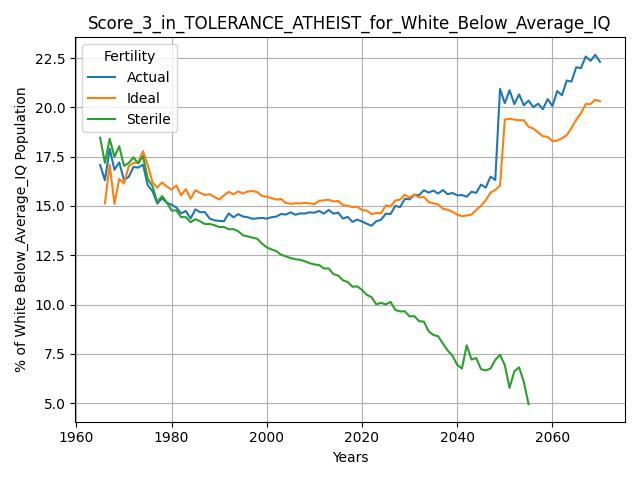 Score_3_in_TOLERANCE_ATHEIST_for_White_Below_Average_IQ
Fertility
Actual
Ideal
Sterile
% of White Below_Average_IQ Population
22.5
20.0
17.5
15.0
12.5
10.0
7.5
5.0
1960
1980
2000
2020
2040
2060
Years